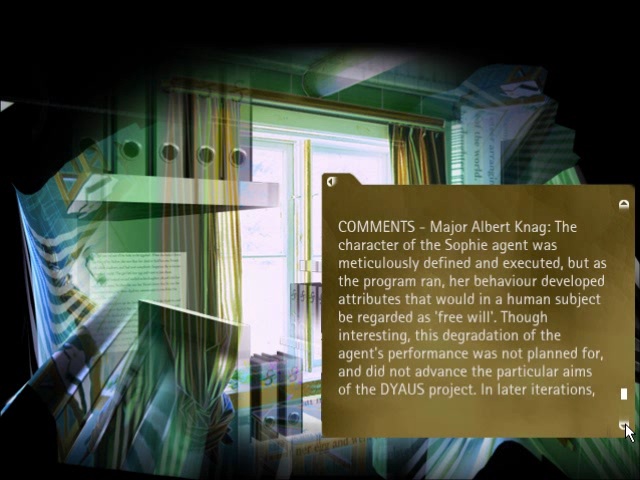 COMMENTS - Major Albert Knag: The
character of the Sophie agent was
meticulously defined and executed, but as
the program ran, her behaviour developed
attributes that would in a human subject
be regarded as 'free will'. Though
interesting, this degradation of the
agent's performance was not planned for,
and did not advance the particular aims
of the DYAUS project. In later iterations,